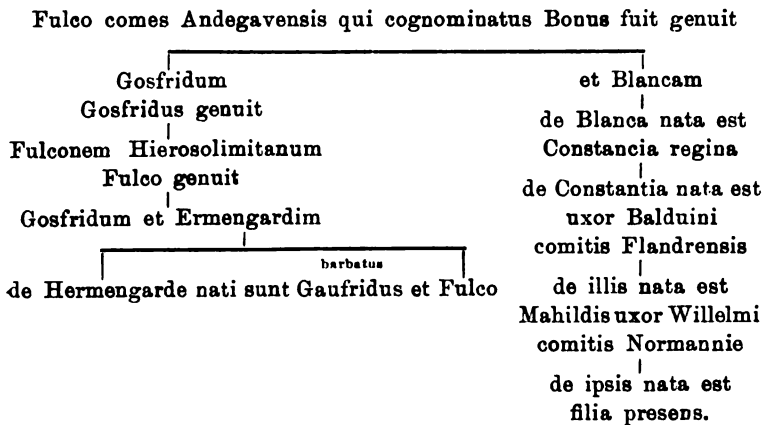 Fulco comes Andegavensis qui cognominatus Bonus fuit genuit
Gosfridum
Gosfridus genuit
Fulconem Hierosolimitanum
Fulco genuit
Gosfridum et Ermengardim
barbatus
de Hermengarde nati sunt Gaufridus et Fulco
et Blancam
de Blanca nata est
Constancia regina
de Constantia nata est
uxor Balduini
comitis Flandrensis
de illis nata est
Mahildis uxor Willelmi
comitis Normannie
de ipsis nata est
filia presens.